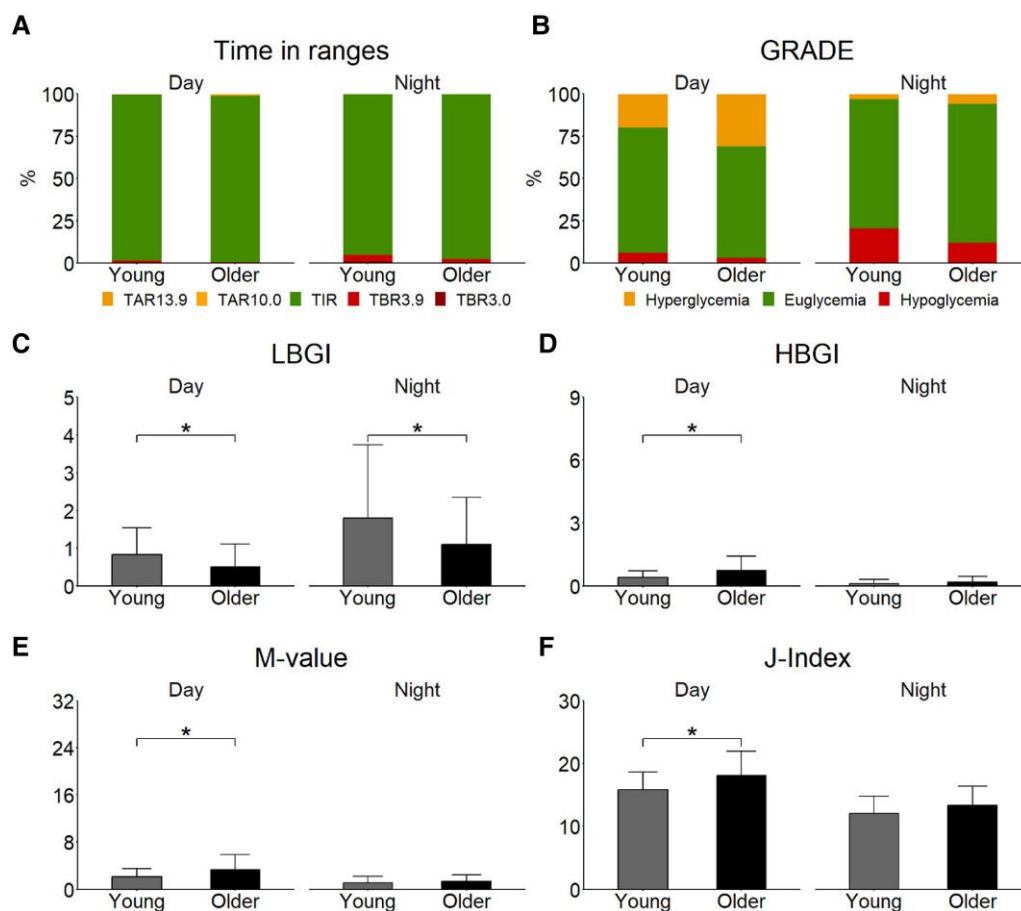 A
Time in ranges
Day
Night
100
75
50
25
0
%
Young
Older
Young
Older
TAR13.9 TAR10.0 TIR TBR3.9 TBR3.0
B
GRADE
Day
Night
100
75
50
25
0
%
Young
Older
Young
Older
Hyperglycemia Euglycemia Hypoglycemia
C
LBGI
Day
Night
5
4
3
2
1
0
*
*
Young
Older
Young
Older
D
HBGI
Day
Night
9
6
3
0
*
Young
Older
Young
Older
E
M-value
Day
Night
32
24
16
8
0
*
Young
Older
Young
Older
F
J-Index
Day
Night
30
20
10
0
*
Young
Older
Young
Older